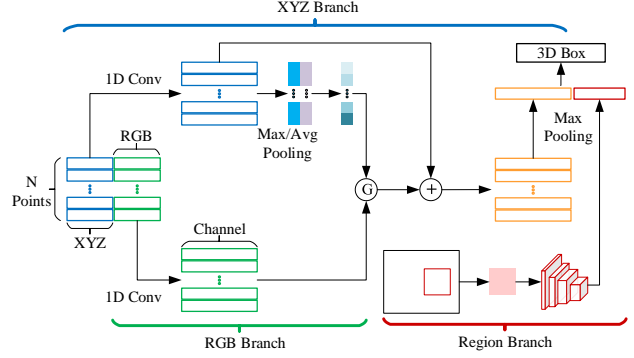 XYZ Branch
3D Box
1D Conv
RGB
Max/Avg
Pooling
Max
Pooling
N
Points
G
+
XYZ
Channel
1D Conv
RGB Branch
Region Branch